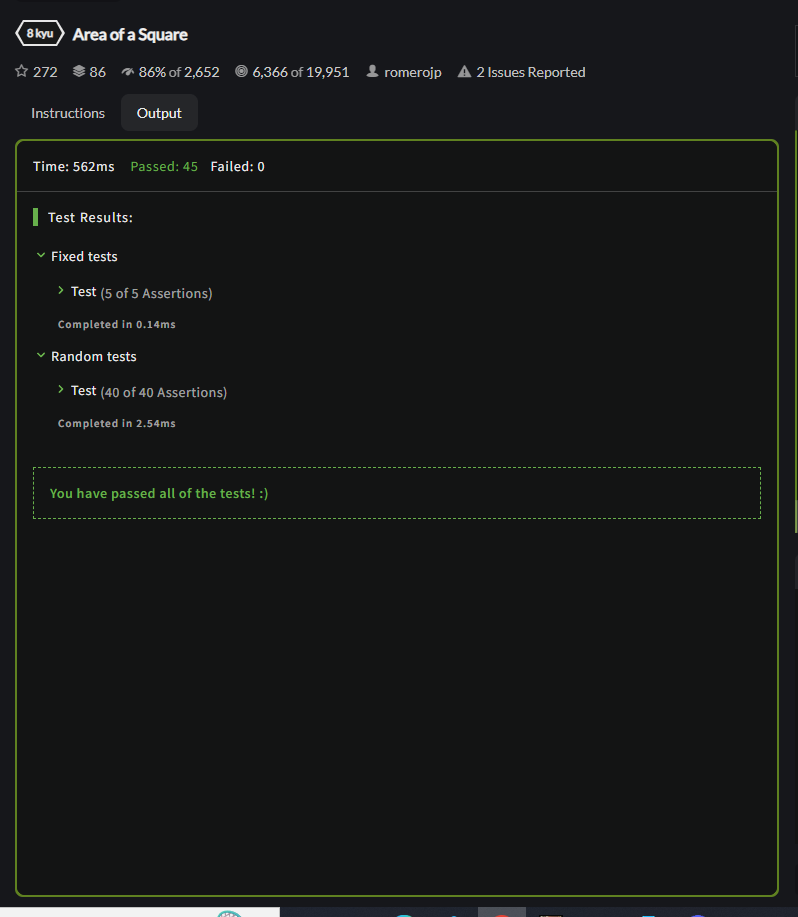 8 kyu Area of a Square
272 86 86% of 2,652 6,366 of 19,951 romerojp 2 Issues Reported
Instructions Output
Time: 562ms Passed: 45 Failed: 0
Test Results:
Fixed tests
Test (5 of 5 Assertions)
Completed in 0.14ms
Random tests
Test (40 of 40 Assertions)
Completed in 2.54ms
You have passed all of the tests! :)